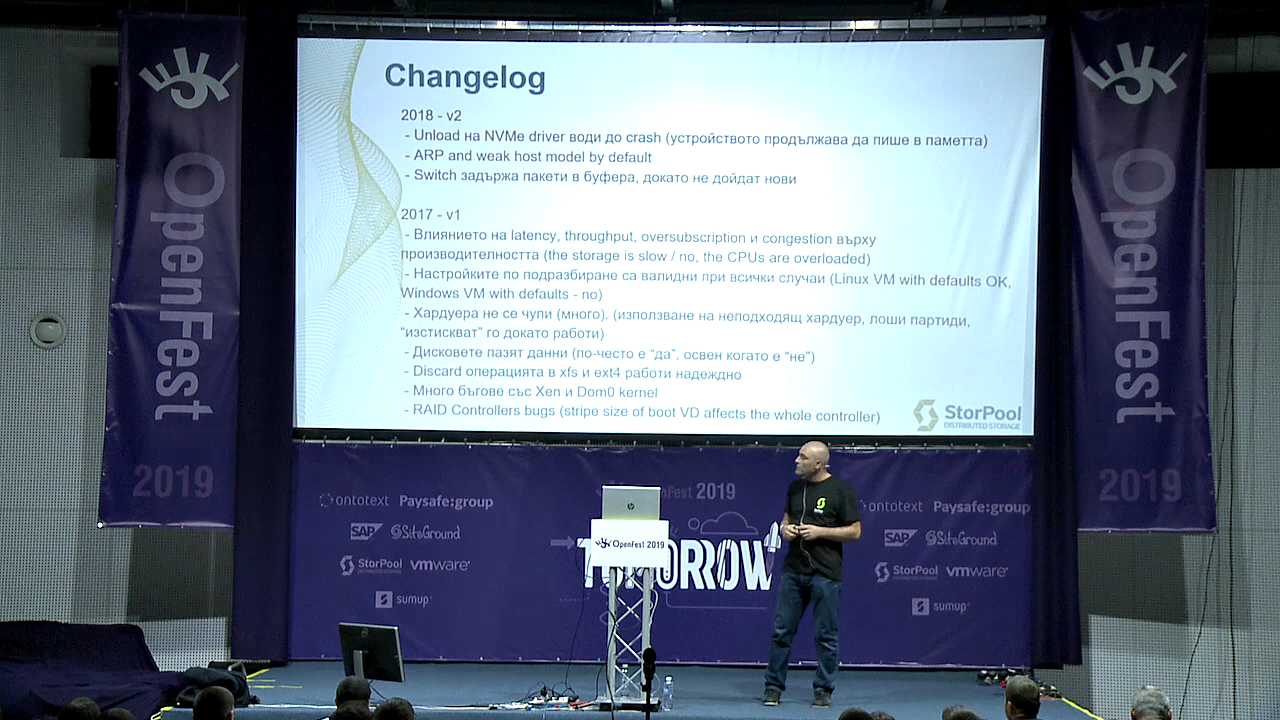 Changelog
2018 - v2
- Unload на NVMe driver води до crash (устройството продължава да пише в паметта)
- ARP and weak host model by default
- Switch задържа пакети в буфера, докато не дойдат нови
2017 - v1
- Влиянието на latency, throughput, oversubscription и congestion върху
производителността (the storage is slow / no, the CPUs are overloaded)
- Настройките по подразбиране са валидни при всички случаи (Linux VM with defaults OK,
Windows VM with defaults - no)
- Хардуера не се чупи (много). (използване на неподходящ хардуер, лоши партиди,
“изстискват” го докато работи)
- Дисковете пазят данни (по-често е “да”, освен когато е “не”)
- Discard операцията в xfs и ext4 работи надеждно
- Много бъгове със Xen и Dom0 kernel
- RAID Controllers bugs (stripe size of boot VD affects the whole controller)
StorPool
DISTRIBUTED STORAGE
OpenFest
2019
OpenFest
2019
ontotext Paysafe:group
SAP SiteGround
StorPool vmware
sumup
2019
hp
OpenFest 2019
ontotext Paysafe:group
SAP SiteGround
StorPool vmware
sumup